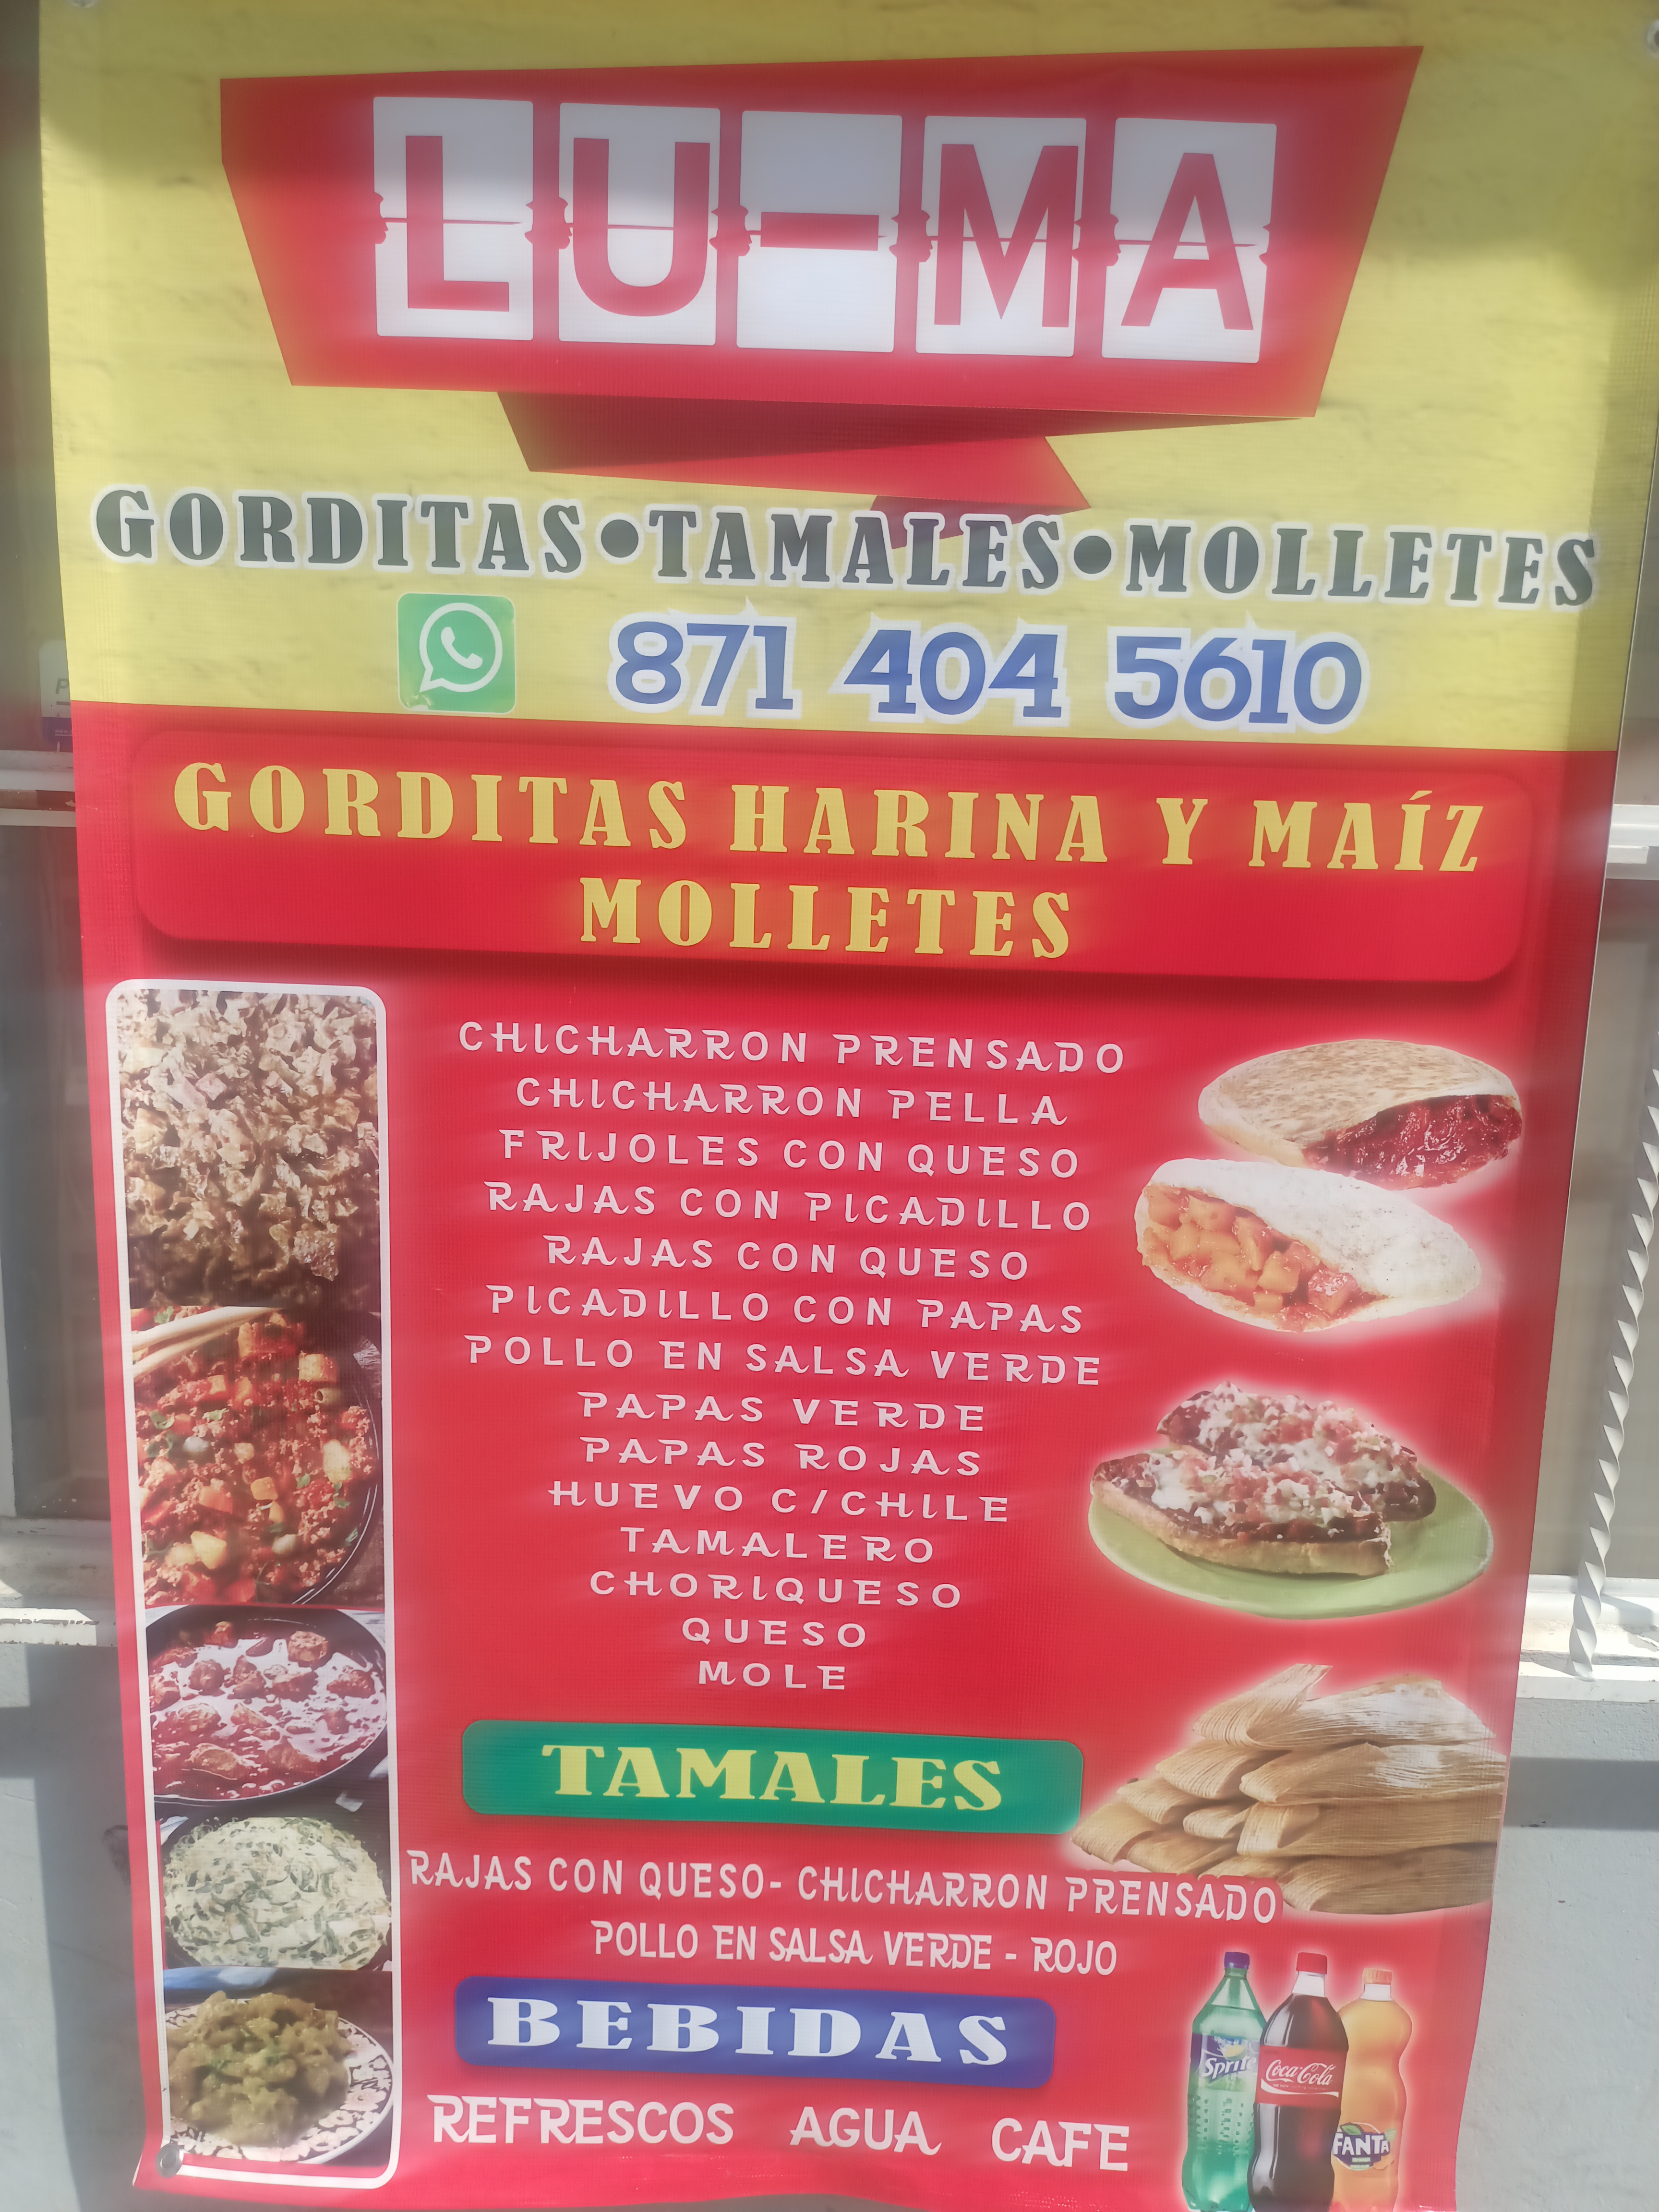 LU-MA
GORDITAS•TAMALES•MOLLETES
871 404 5610
GORDITAS HARINA Y MAÍZ
MOLLETES
CHICHARRON PRENSADO
CHICHARRON PELLA
FRIJOLES CON QUESO
RAJAS CON PICADILLO
RAJAS CON QUESO
PICADILLO CON PAPAS
POLLO EN SALSA VERDE
PAPAS VERDE
PAPAS ROJAS
HUEVO C/CHILE
TAMALERO
CHORIQUESO
QUESO
MOLE
TAMALES
RAJAS CON QUESO- CHICHARRON PRENSADO
POLLO EN SALSA VERDE - ROJO
BEBIDAS
REFRESCOS AGUA CAFE
Sprite
Coca-Cola
FANTA